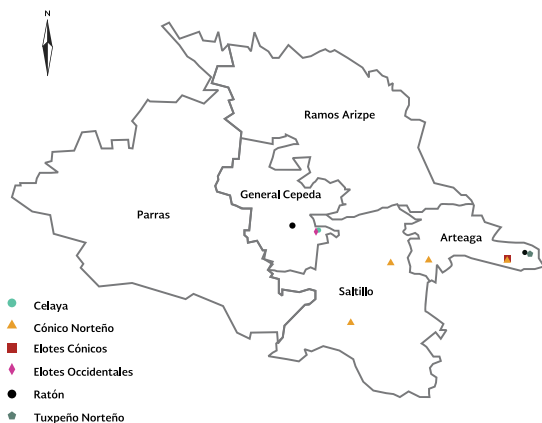 N
Ramos Arizpe
General Cepeda
Parras
Arteaga
Saltillo
Celaya
Cónico Norteño
Elotes Cónicos
Elotes Occidentales
Ratón
Tuxpeño Norteño